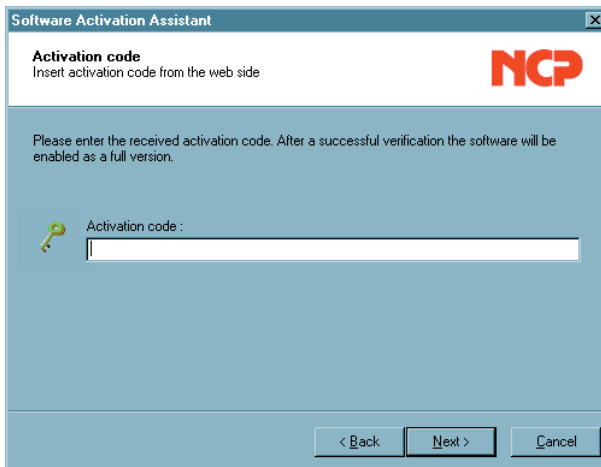 Software Activation Assistant
Activation code
Insert activation code from the web side
NCP
Please enter the received activation code. After a successful verification the software will be
enabled as a full version.
Activation code :
< Back Next > Cancel